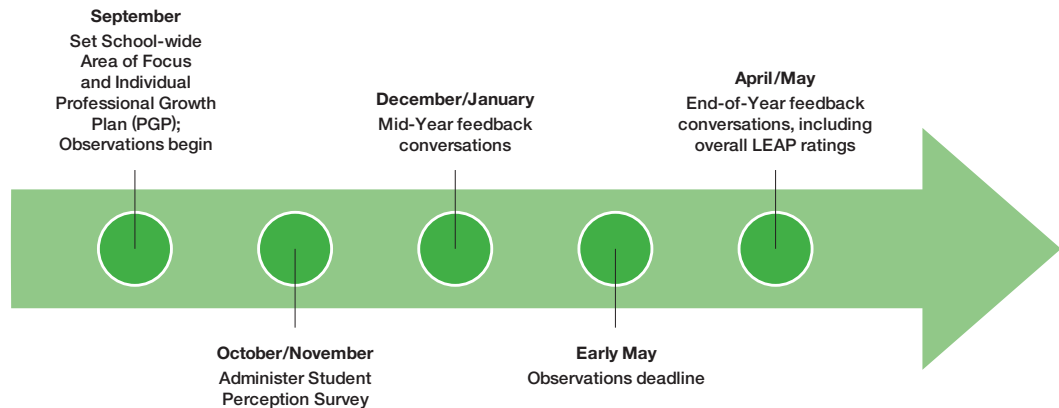 September
Set School-wide
Area of Focus
and Individual
Professional Growth
Plan (PGP);
Observations begin
October/November
Administer Student
Perception Survey
December/January
Mid-Year feedback
conversations
Early May
Observations deadline
April/May
End-of-Year feedback
conversations, including
overall LEAP ratings